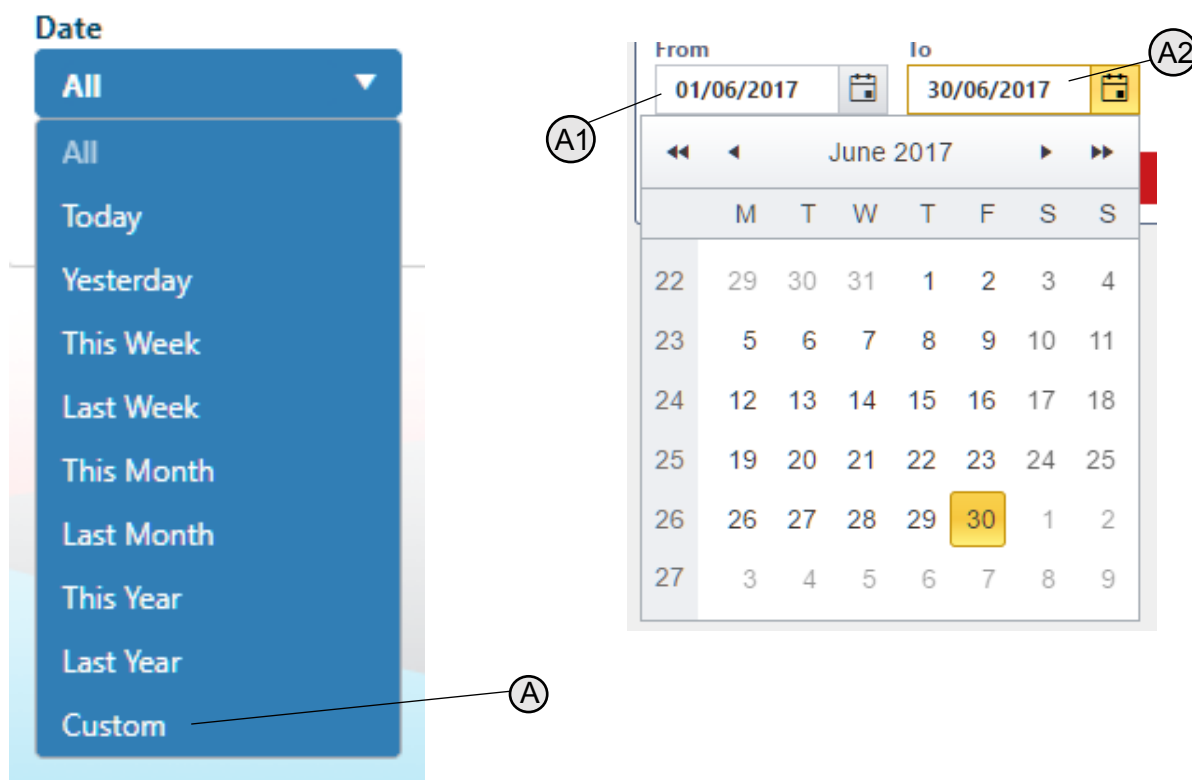 Date
All
All
Today
Yesterday
This Week
Last Week
This Month
Last Month
This Year
Last Year
Custom
A
From To
01/06/2017 30/06/2017
A1
A2
June 2017
M T W T F S S
22 29 30 31 1 2 3 4
23 5 6 7 8 9 10 11
24 12 13 14 15 16 17 18
25 19 20 21 22 23 24 25
26 26 27 28 29 30 1 2
27 3 4 5 6 7 8 9